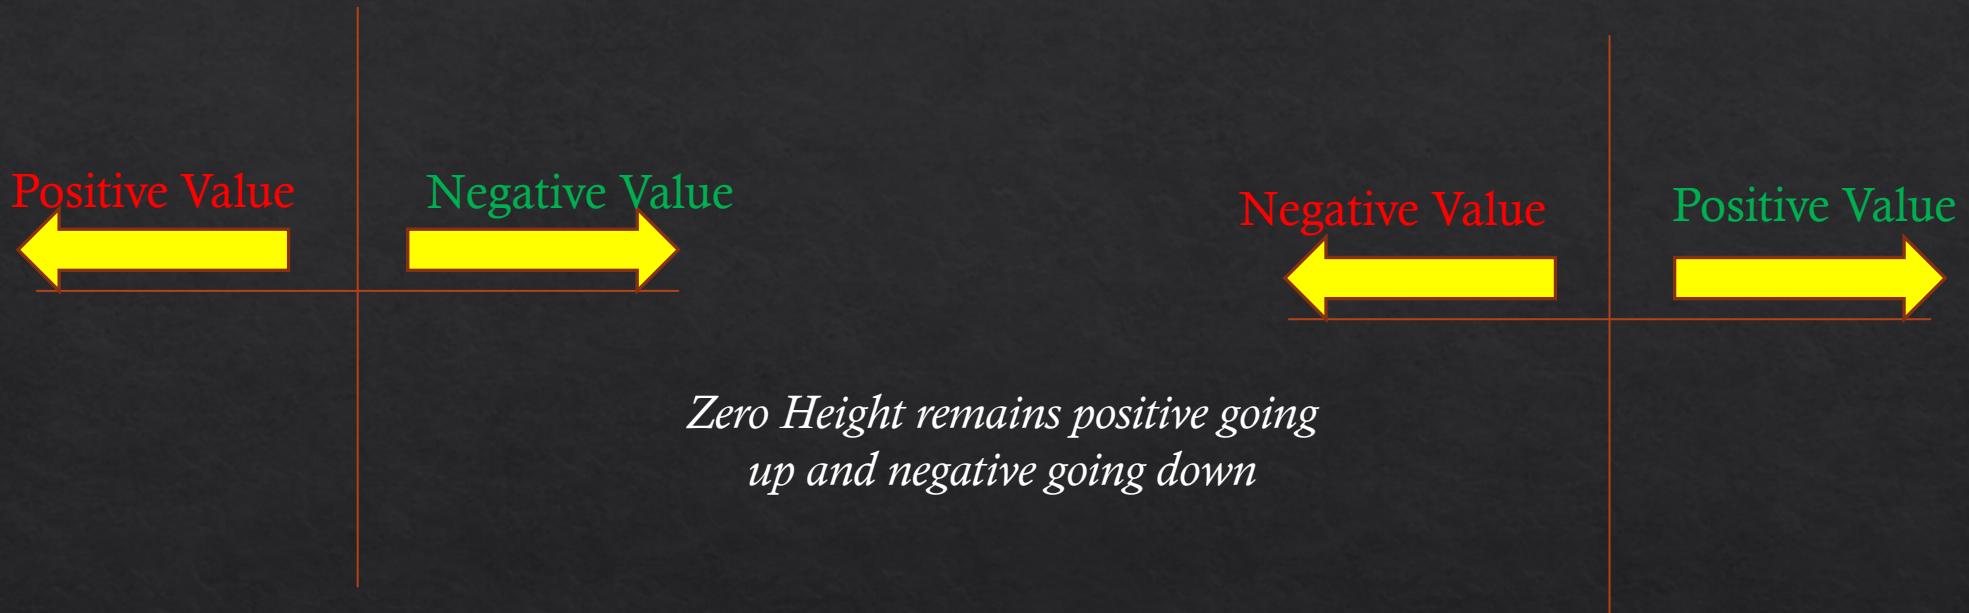 Positive Value
Negative Value
Negative Value
Positive Value
Zero Height remains positive going
up and negative going down